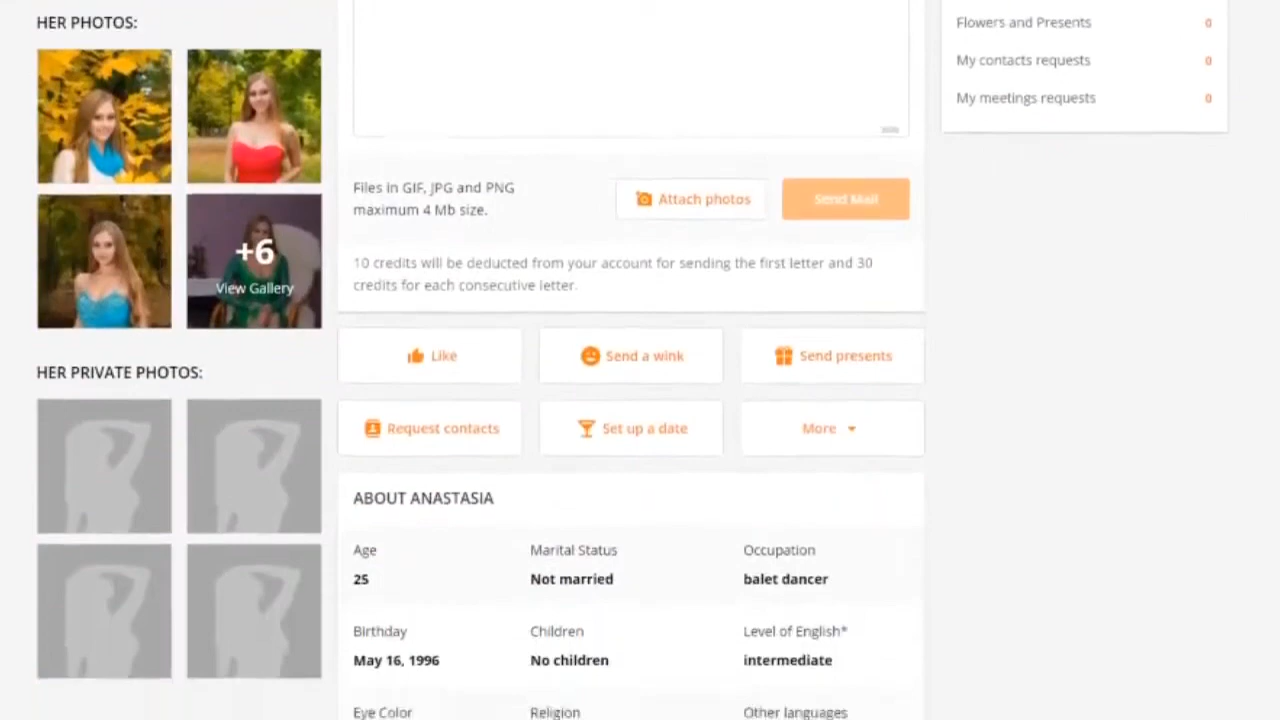 HER PHOTOS:
+6
View Gallery
HER PRIVATE PHOTOS:
Files in GIF, JPG and PNG
maximum 4 Mb size.
Attach photos
Send Mail
10 credits will be deducted from your account for sending the first letter and 30
credits for each consecutive letter.
Like
Send a wink
Send presents
Request contacts
Set up a date
More
ABOUT ANASTASIA
Age
Marital Status
Occupation
25
Not married
balet dancer
Birthday
Children
Level of English*
May 16, 1996
No children
intermediate
Eye Color
Religion
Other languages
Flowers and Presents 0
My contacts requests 0
My meetings requests 0